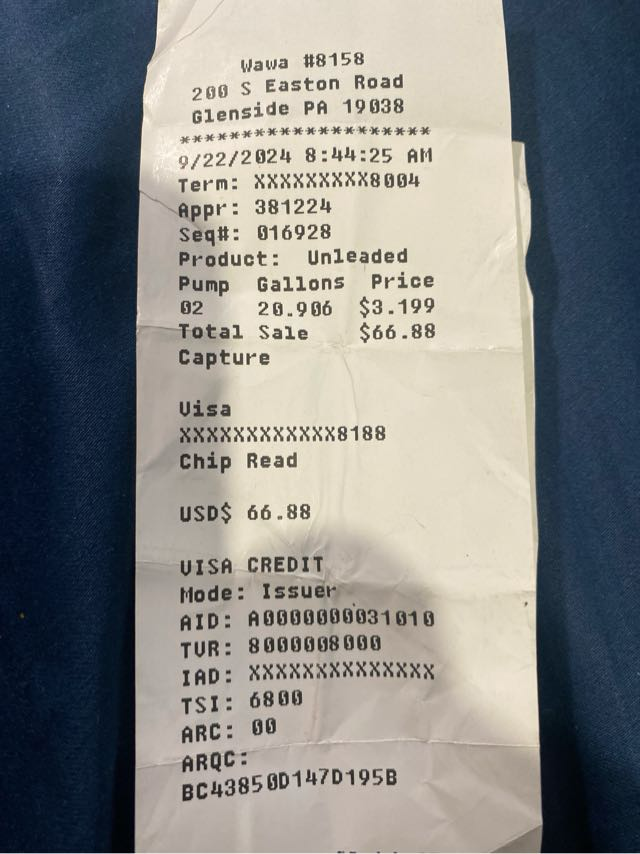 Wawa #8158
200 S Easton Road
Glenside PA 19038
********************
9/22/2024 8:44:25 AM
Term: XXXXXXXXX8004
Appr: 381224
Seq#: 016928
Product: Unleaded
Pump Gallons Price
02 20.906 $3.199
Total Sale $66.88
Capture
Visa
XXXXXXXXXXXX8188
Chip Read
USD$ 66.88
VISA CREDIT
Mode: Issuer
AID: A0000000031010
TVR: 8000008000
IAD: XXXXXXXXXXXXXX
TSI: 6800
ARC: 00
ARQC:
BC43850D147D195B